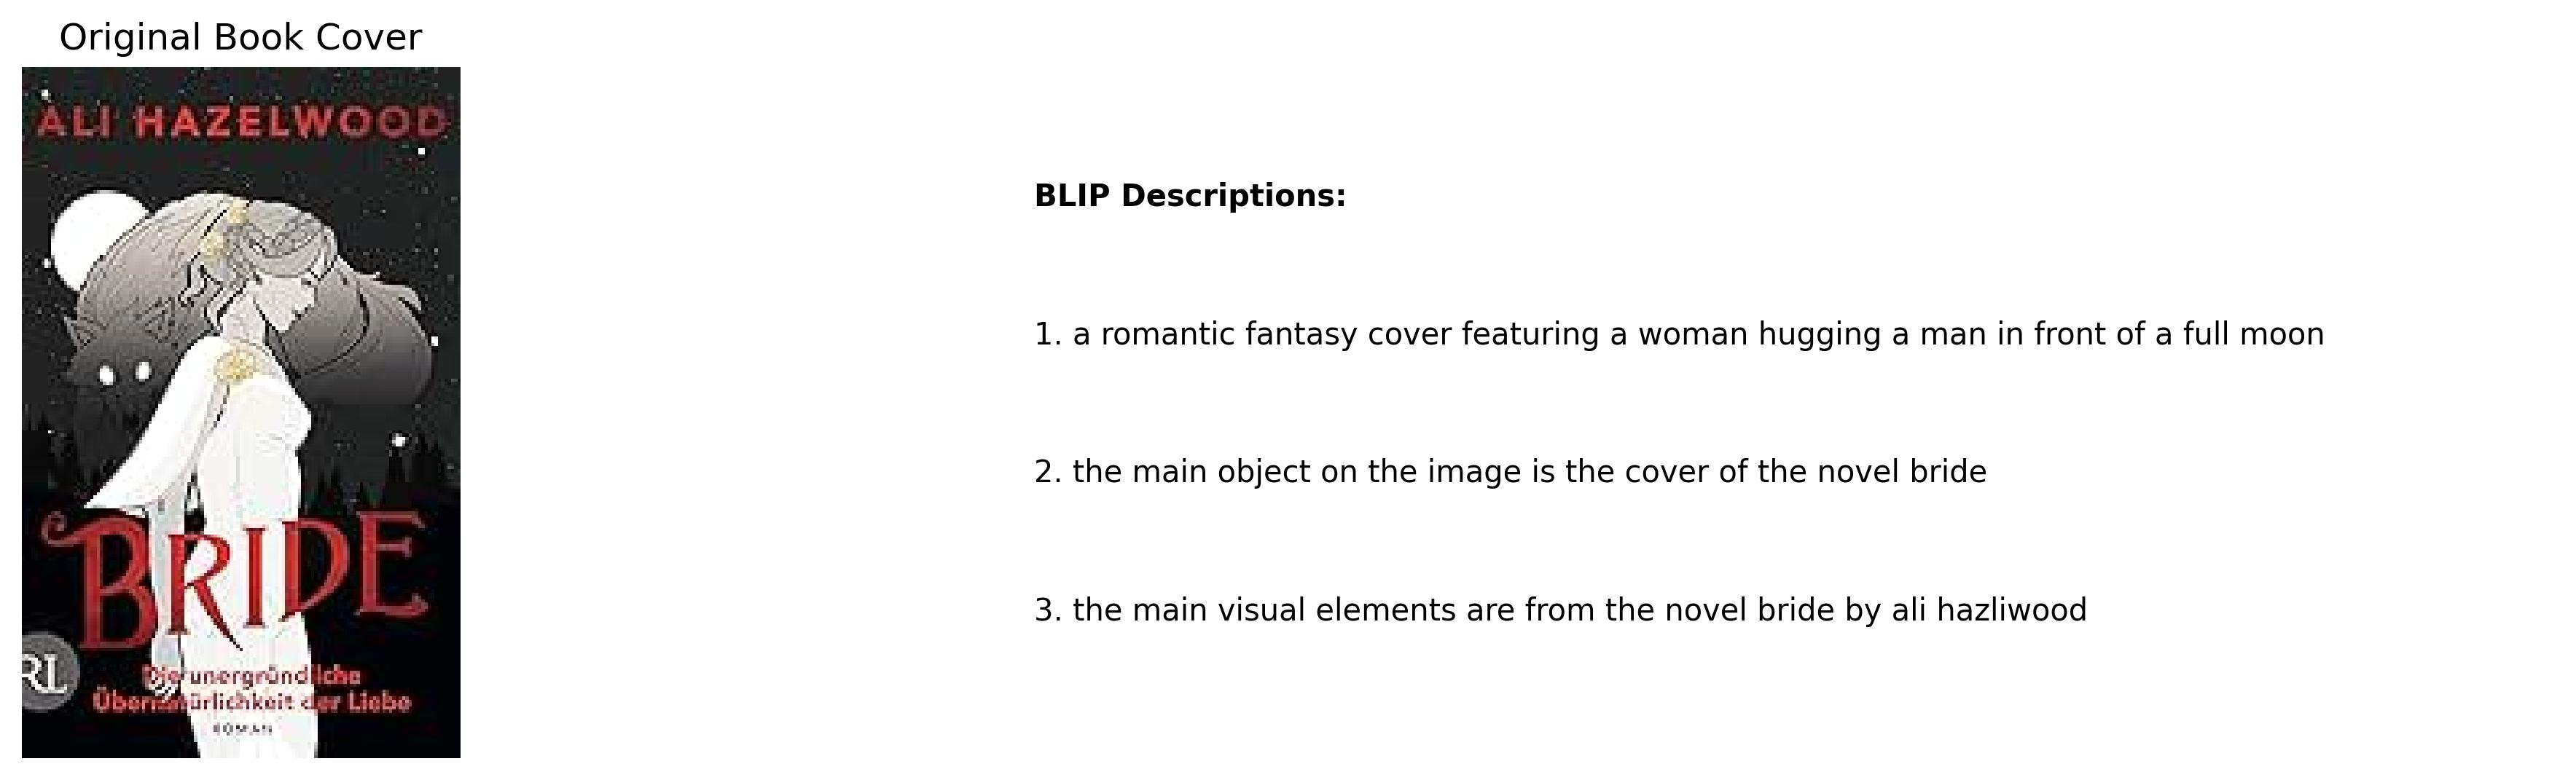 Original Book Cover
ALI HAZELWOOD
BRIDE
RL
Die unergründliche
Übernatürlichkeit der Liebe
ROMAN
BLIP Descriptions:
1. a romantic fantasy cover featuring a woman hugging a man in front of a full moon
2. the main object on the image is the cover of the novel bride
3. the main visual elements are from the novel bride by ali hazliwood